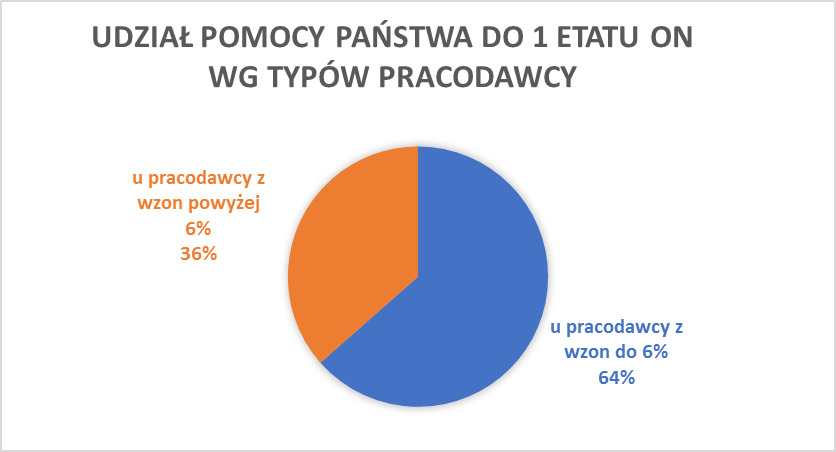 UDZIAŁ POMOCY PAŃSTWA DO 1 ETATU ON
WG TYPÓW PRACODAWCY
u pracodawcy z
wzon powyżej
6%
36%
u pracodawcy z
wzon do 6%
64%